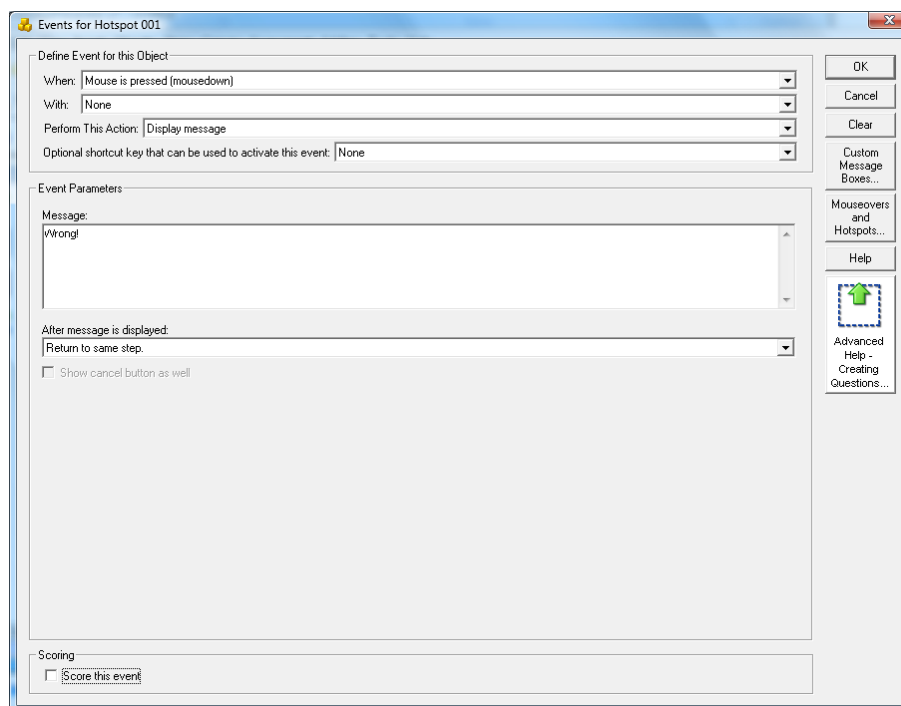 Events for Hotspot 001
Define Event for this Object
When: Mouse is pressed (mousedown)
With: None
Perform This Action: Display message
Optional shortcut key that can be used to activate this event: None
Event Parameters
Message:
Wrong!
After message is displayed:
Return to same step.
Show cancel button as well
Scoring
Score this event
OK
Cancel
Clear
Custom
Message
Boxes...
Mouseovers
and
Hotspots...
Help
Advanced
Help -
Creating
Questions...